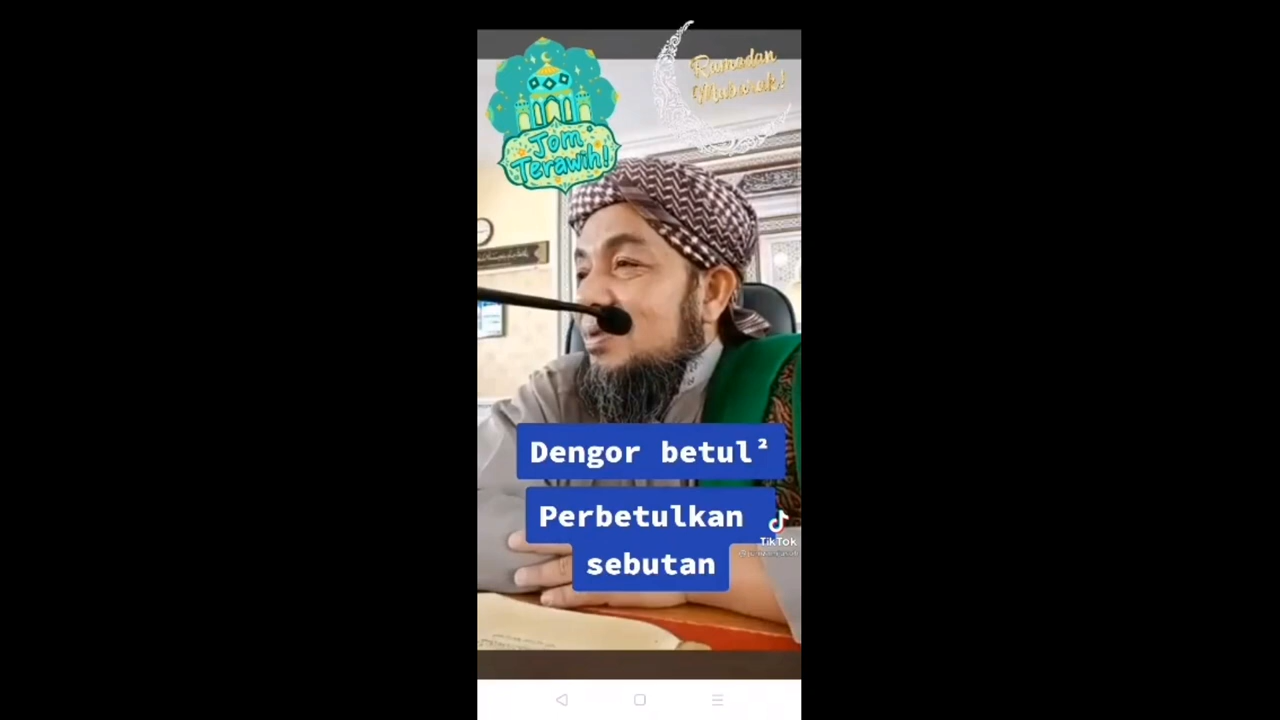 Ramadan
Mubarak!
Jom
Terawih!
Dengor betul²
Perbetulkan
sebutan
TikTok